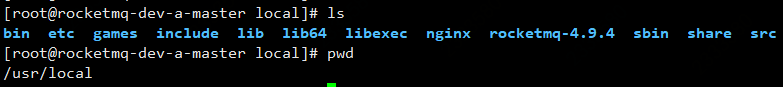 [root@rocketmq-dev-a-master local]# ls
bin  etc  games  include  lib  lib64  libexec  nginx  rocketmq-4.9.4  sbin  share  src
[root@rocketmq-dev-a-master local]# pwd
/usr/local